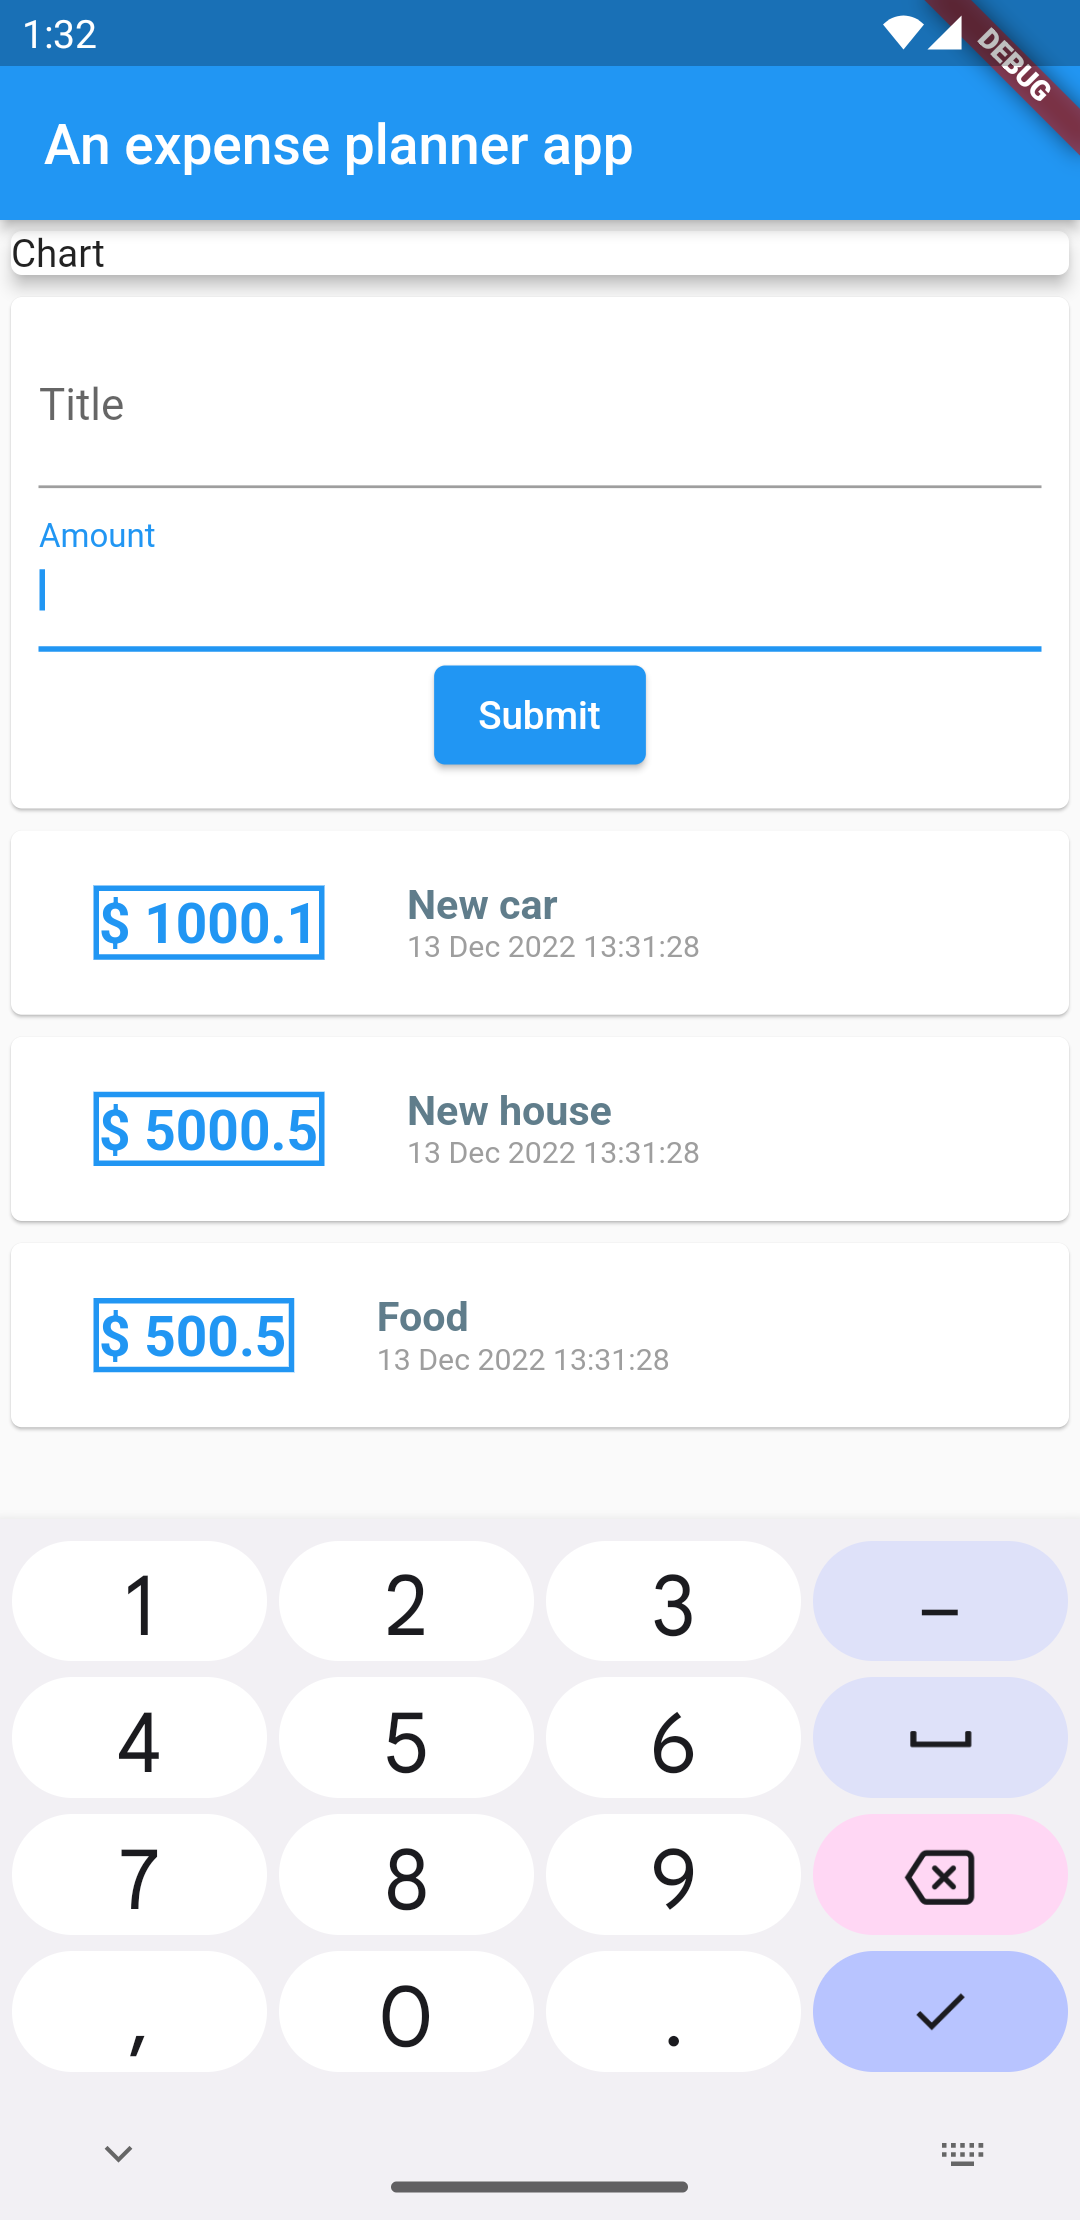 1:32
DEBUG
An expense planner app
Chart
Title
Amount
Submit
$ 1000.1
New car
13 Dec 2022 13:31:28
$ 5000.5
New house
13 Dec 2022 13:31:28
$ 500.5
Food
13 Dec 2022 13:31:28
1 2 3 –
4 5 6
7 8 9
, 0 .